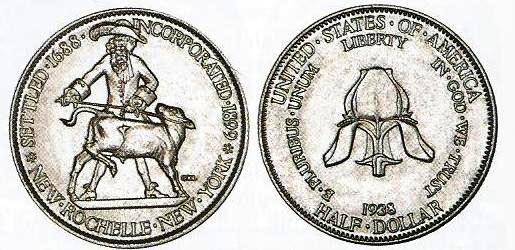 SETTLED·1688·INCORPORATED·1899
NEW·ROCHELLE·NEW·YORK
UNITED·STATES·OF·AMERICA
LIBERTY
E·PLURIBUS·UNUM
IN·GOD·WE·TRUST
1938
HALF·DOLLAR